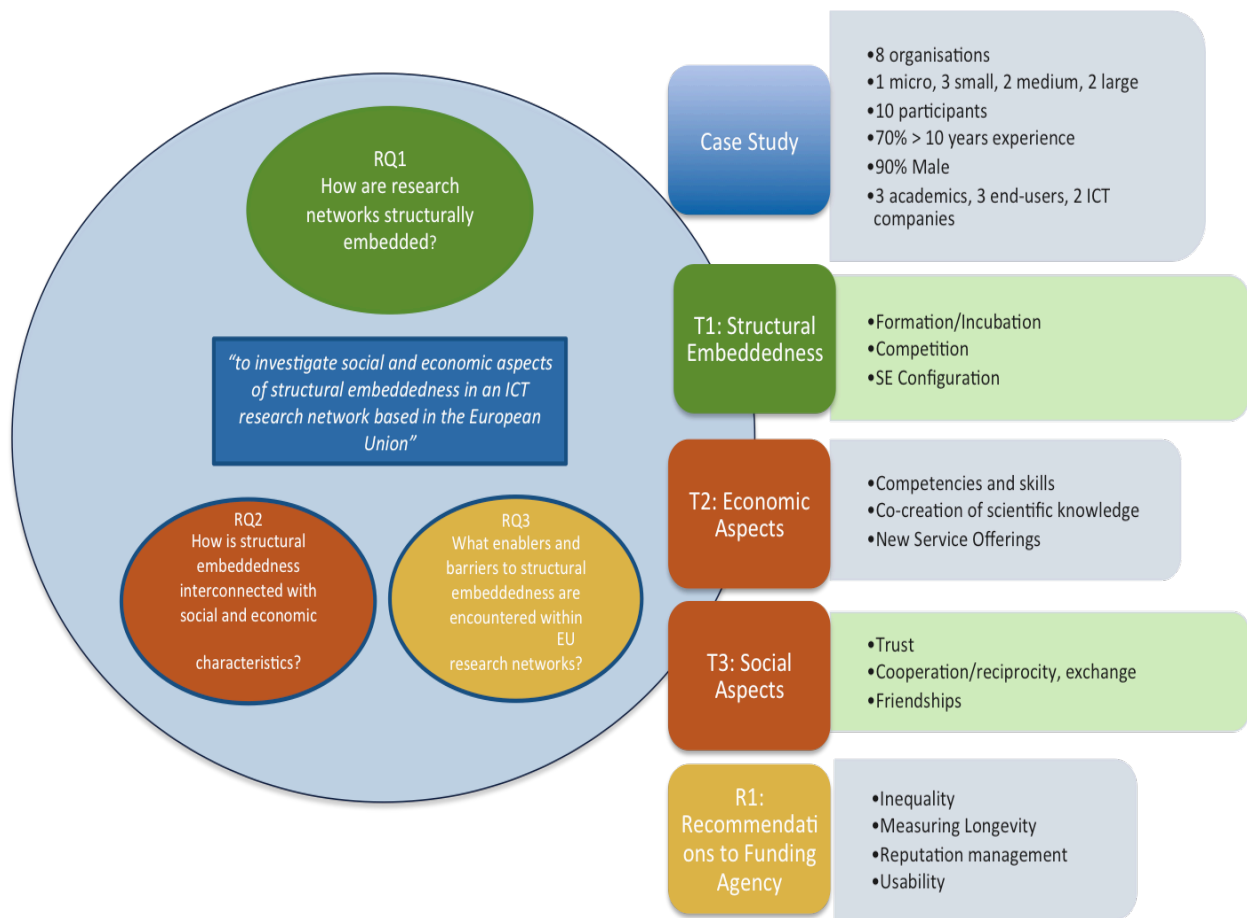 RQ1
How are research
networks structurally
embedded?
“to investigate social and economic aspects
of structural embeddedness in an ICT
research network based in the European
Union”
RQ2
How is structural
embeddedness
interconnected with
social and economic
characteristics?
RQ3
What enablers and
barriers to structural
embeddedness are
encountered within
EU
research networks?
Case Study
•8 organisations
•1 micro, 3 small, 2 medium, 2 large
•10 participants
•70% > 10 years experience
•90% Male
•3 academics, 3 end-users, 2 ICT
companies
T1: Structural
Embeddedness
•Formation/Incubation
•Competition
•SE Configuration
T2: Economic
Aspects
•Competencies and skills
•Co-creation of scientific knowledge
•New Service Offerings
T3: Social
Aspects
•Trust
•Cooperation/reciprocity, exchange
•Friendships
R1:
Recommendati
ons to Funding
Agency
•Inequality
•Measuring Longevity
•Reputation management
•Usability